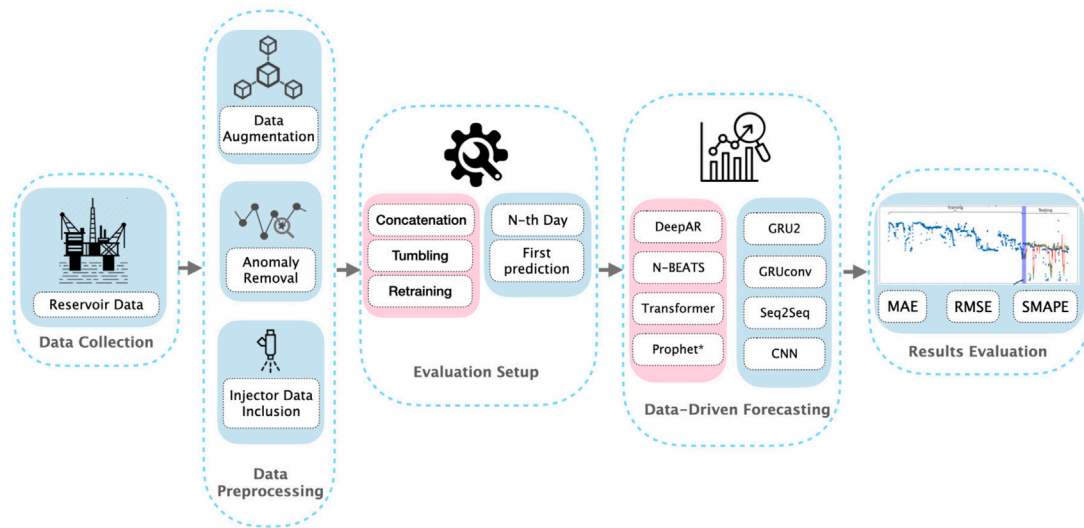 Reservoir Data
Data Collection
Data
Augmentation
Anomaly
Removal
Injector Data
Inclusion
Data
Preprocessing
Concatenation
Tumbling
Retraining
N-th Day
First
prediction
Evaluation Setup
DeepAR
N-BEATS
Transformer
Prophet*
GRU2
GRUconv
Seq2Seq
CNN
Data-Driven Forecasting
Training
Testing
MAE
RMSE
SMAPE
Results Evaluation